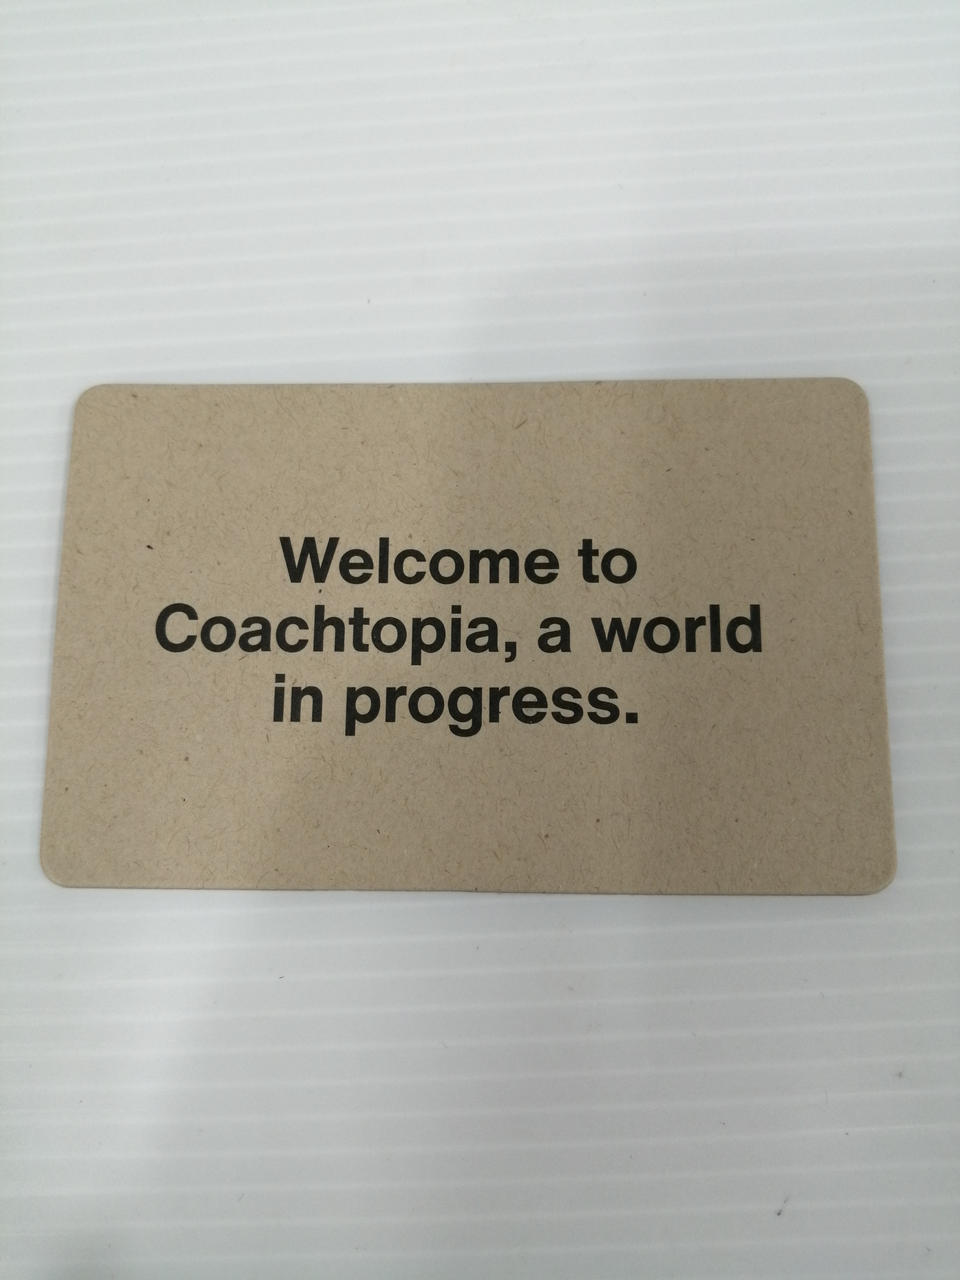 Welcome to
Coachtopia, a world
in progress.